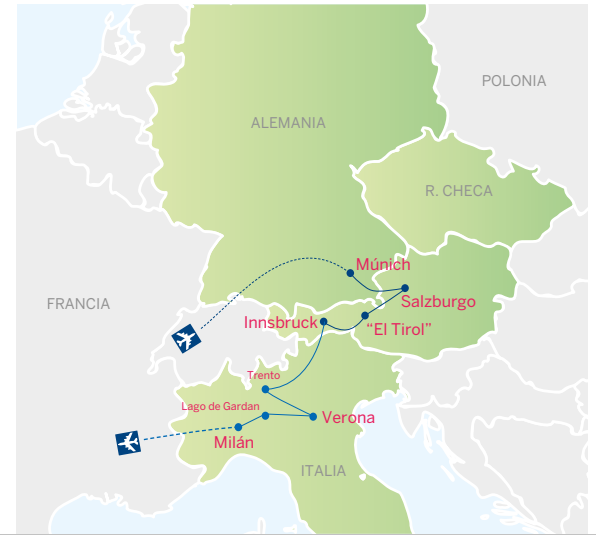 POLONIA
ALEMANIA
R. CHECA
Múnich
FRANCIA
Salzburgo
Innsbruck
“El Tirol”
Trento
Lago de Gardan
Verona
Milán
ITALIA